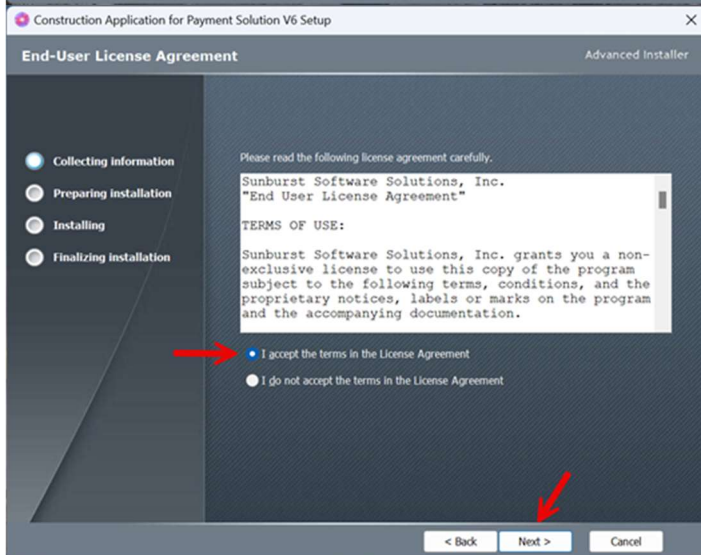 Construction Application for Payment Solution V6 Setup
End-User License Agreement
Advanced Installer
Collecting information
Preparing installation
Installing
Finalizing installation
Please read the following license agreement carefully.
Sunburst Software Solutions, Inc.
"End User License Agreement"
TERMS OF USE:
Sunburst Software Solutions, Inc. grants you a non-
exclusive license to use this copy of the program
subject to the following terms, conditions, and the
proprietary notices, labels or marks on the program
and the accompanying documentation.
I accept the terms in the License Agreement
I do not accept the terms in the License Agreement
< Back
Next >
Cancel